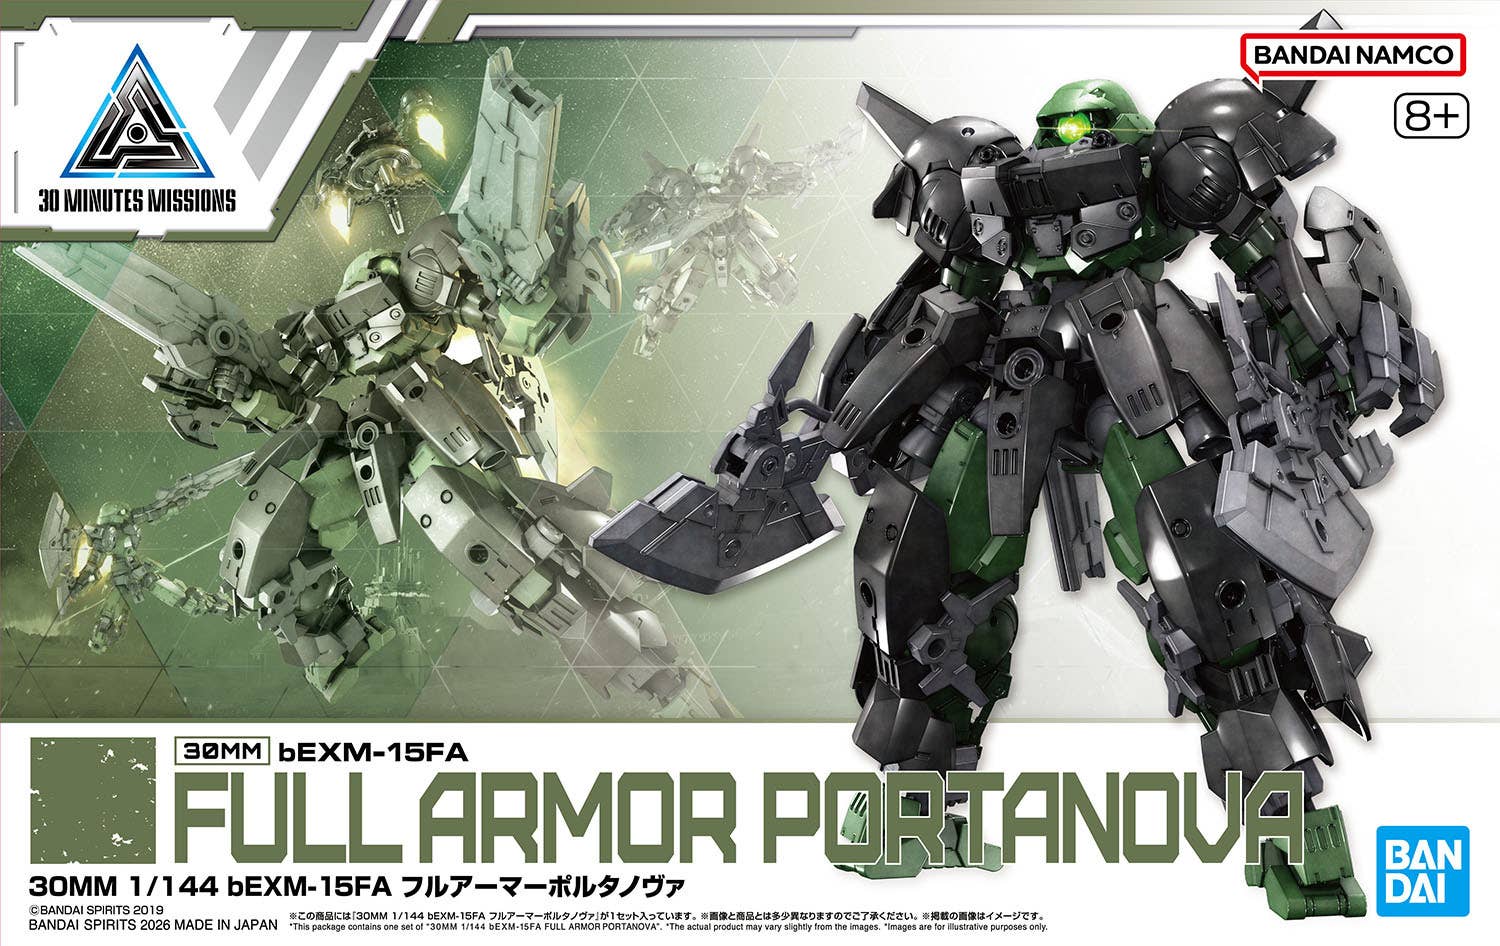 30 MINUTES MISSIONS
BANDAI NAMCO
8+
30MM bEXM-15FA
FULL ARMOR PORTANOVA
30MM 1/144 bEXM-15FA フルアーマーポルタノヴァ
©BANDAI SPIRITS 2019
BANDAI SPIRITS 2026 MADE IN JAPAN
※この商品には『30MM 1/144 bEXM-15FA フルアーマーポルタノヴァ』が1セット入っています。※画像と商品とは多少異なりますのでご了承ください。※掲載の画像はイメージです。
*This package contains one set of "30MM 1/144 bEXM-15FA FULL ARMOR PORTANOVA". *The actual product may vary slightly from the images. *Images are for illustrative purposes only.
BAN
DAI